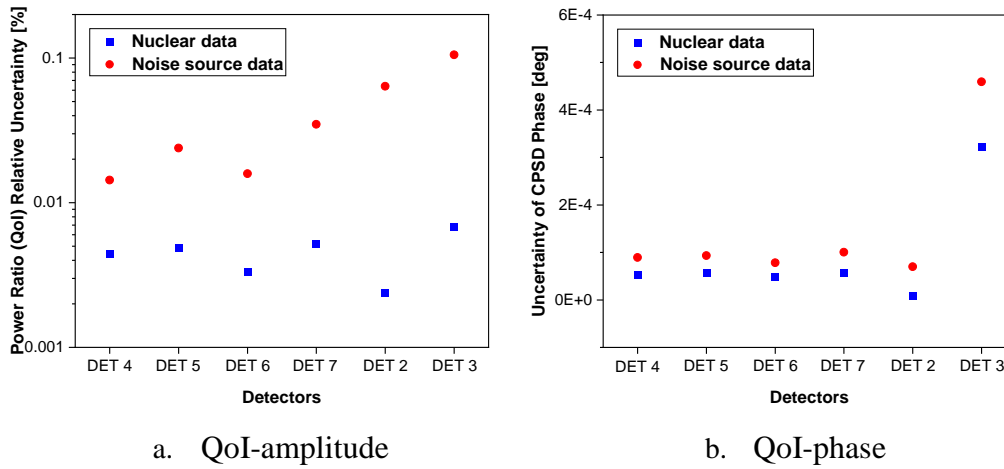 Power Ratio (QoI) Relative Uncertainty [%]
0.1
0.01
0.001
Nuclear data
Noise source data
DET 4 DET 5 DET 6 DET 7 DET 2 DET 3
Detectors
a. QoI-amplitude
Uncertainty of CPSD Phase [deg]
6E-4
4E-4
2E-4
0E+0
Nuclear data
Noise source data
DET 4 DET 5 DET 6 DET 7 DET 2 DET 3
Detectors
b. QoI-phase